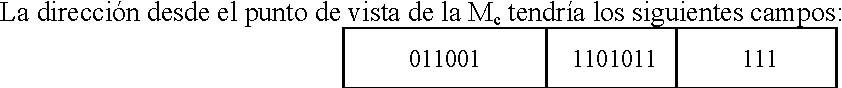 La dirección desde el punto de vista de la Mc tendría los siguientes campos:
011001 1101011 111